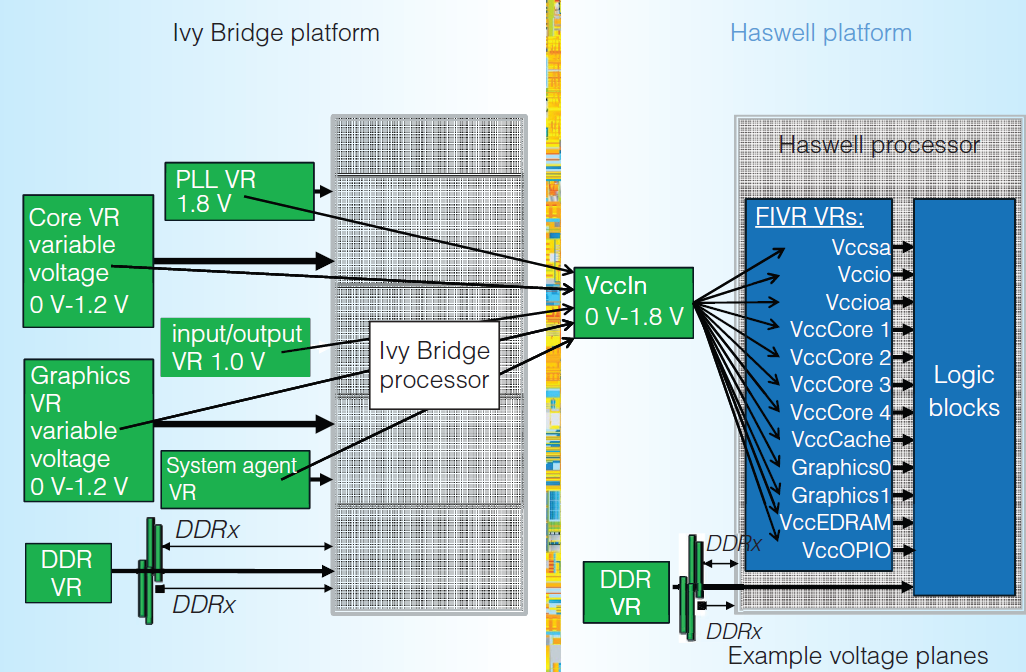 Ivy Bridge platform
PLL VR
1.8 V
Core VR
variable
voltage
0 V-1.2 V
input/output
VR 1.0 V
Graphics
VR
variable
voltage
0 V-1.2 V
System agent
VR
Ivy Bridge
processor
DDRx
DDR
VR
DDRx
Haswell platform
VccIn
0 V-1.8 V
Haswell processor
FIVR VRs:
Vccsa
Vccio
Vccioa
VccCore 1
VccCore 2
VccCore 3
VccCore 4
VccCache
Graphics0
Graphics1
VccEDRAM
VccOPIO
Logic
blocks
DDRx
DDR
VR
DDRx
Example voltage planes